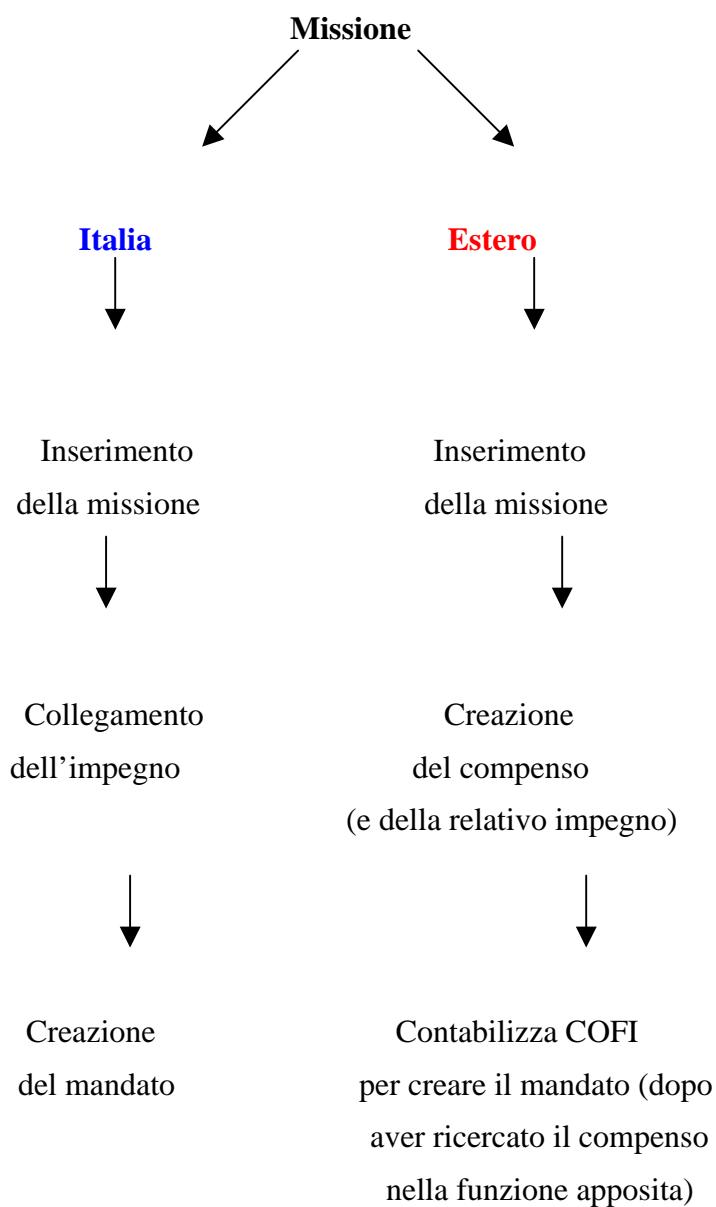 Missione
Italia
Estero
Inserimento
della missione
Inserimento
della missione
Collegamento
dell’impegno
Creazione
del compenso
(e della relativo impegno)
Creazione
del mandato
Contabilizza COFI
per creare il mandato (dopo
aver ricercato il compenso
nella funzione apposita)